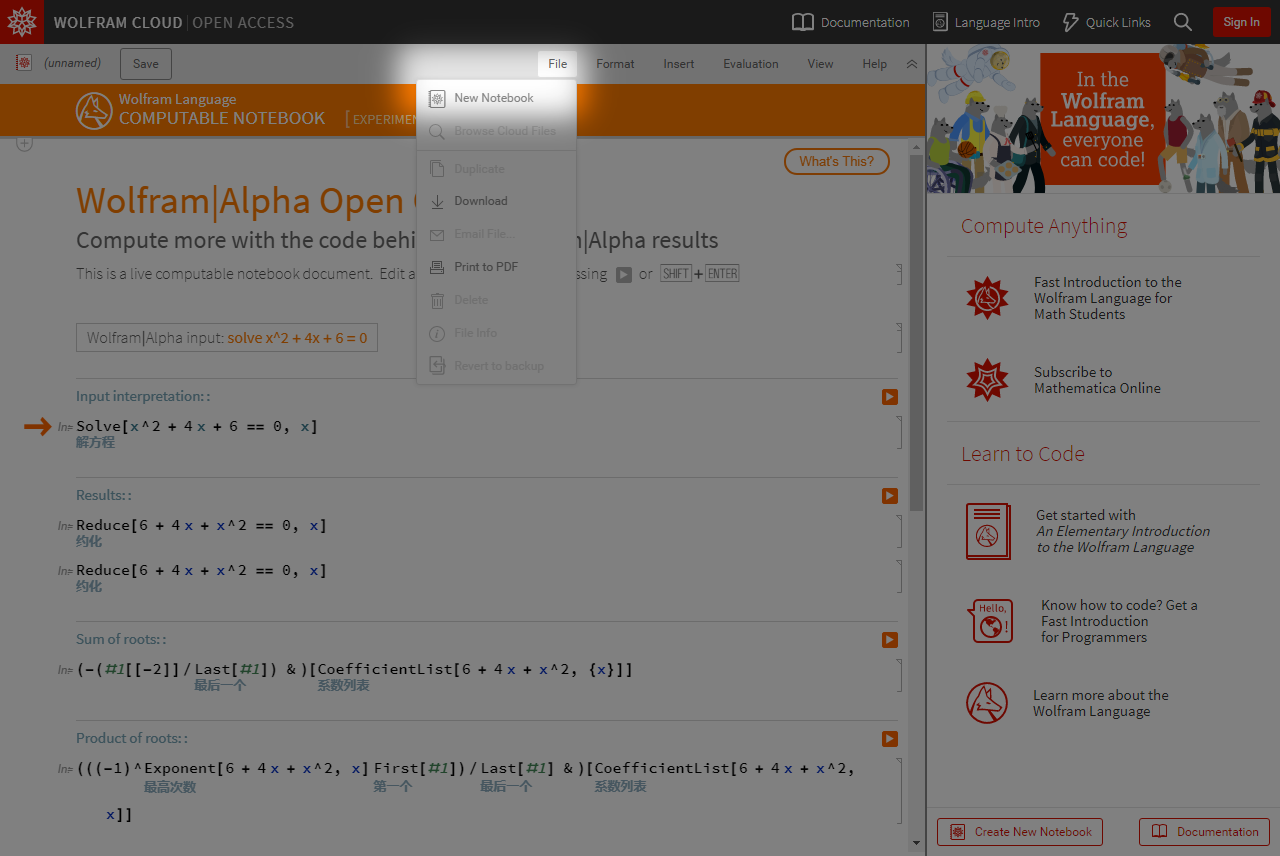 WOLFRAM CLOUD | OPEN ACCESS
Documentation
Language Intro
Quick Links
Sign In
(unnamed)
Save
File
Format
Insert
Evaluation
View
Help
Wolfram Language
COMPUTABLE NOTEBOOK
[ EXPERIMEN
New Notebook
Browse Cloud Files
Duplicate
Download
Email File...
Print to PDF
Delete
File Info
Revert to backup
What's This?
Wolfram|Alpha Open
Compute more with the code behi |Alpha results
This is a live computable notebook document. Edit a ssing or SHIFT+ENTER
Wolfram|Alpha input: solve x^2 + 4x + 6 = 0
Input interpretation::
In= Solve[x^2 + 4 x + 6 == 0, x]
解方程
Results::
In= Reduce[6 + 4 x + x^2 == 0, x]
约化
In= Reduce[6 + 4 x + x^2 == 0, x]
约化
Sum of roots::
In= (-(#1[[-2]]/Last[#1]) &)[CoefficientList[6 + 4 x + x^2, {x}]]
最后一个 系数列表
Product of roots::
In= (((-1)^Exponent[6 + 4 x + x^2, x] First[#1])/Last[#1] &)[CoefficientList[6 + 4 x + x^2,
最高次数 第一个 最后一个 系数列表
x]]
In the
Wolfram
Language,
everyone
can code!
Compute Anything
Fast Introduction to the
Wolfram Language for
Math Students
Subscribe to
Mathematica Online
Learn to Code
Get started with
An Elementary Introduction
to the Wolfram Language
Hello,
!
Know how to code? Get a
Fast Introduction
for Programmers
Learn more about the
Wolfram Language
Create New Notebook
Documentation